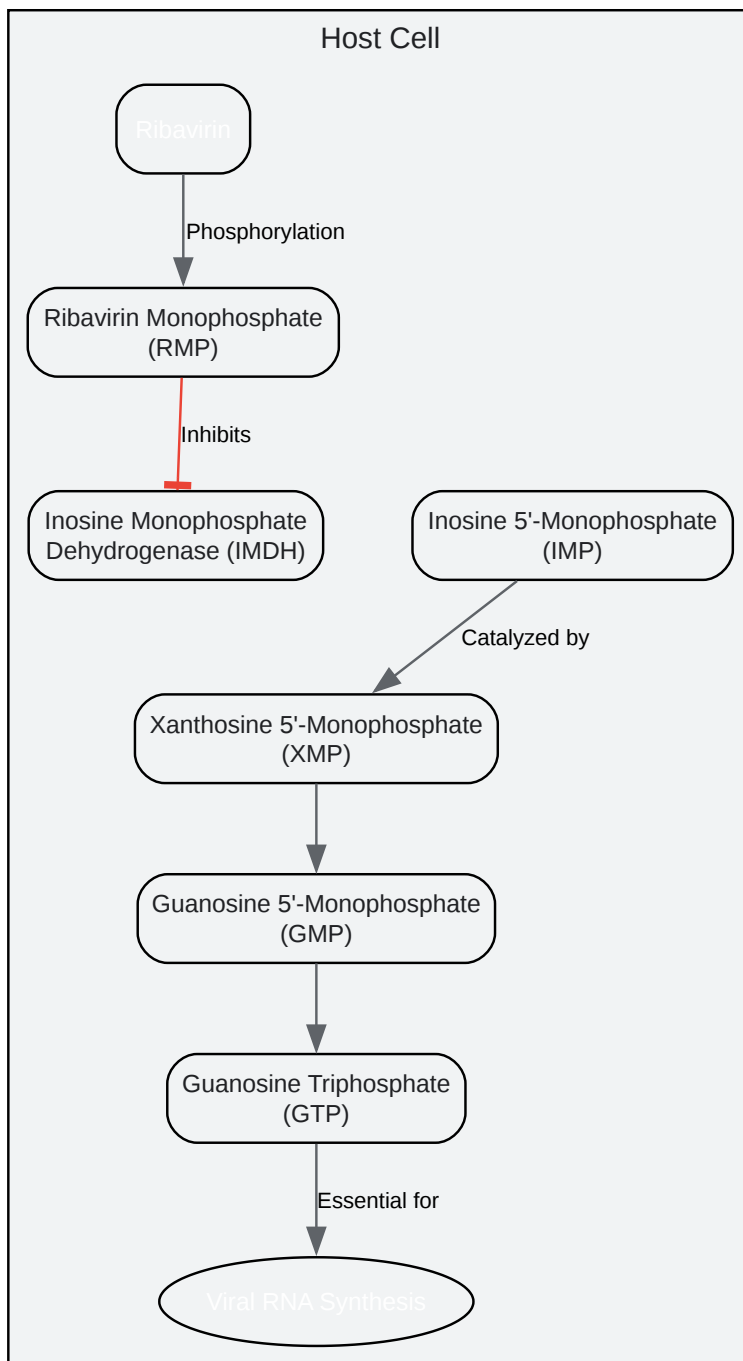 Host Cell
Ribavirin
Phosphorylation
Ribavirin Monophosphate
(RMP)
Inhibits
Inosine Monophosphate
Dehydrogenase (IMDH)
Inosine 5'-Monophosphate
(IMP)
Catalyzed by
Xanthosine 5'-Monophosphate
(XMP)
Guanosine 5'-Monophosphate
(GMP)
Guanosine Triphosphate
(GTP)
Essential for
Viral RNA Synthesis